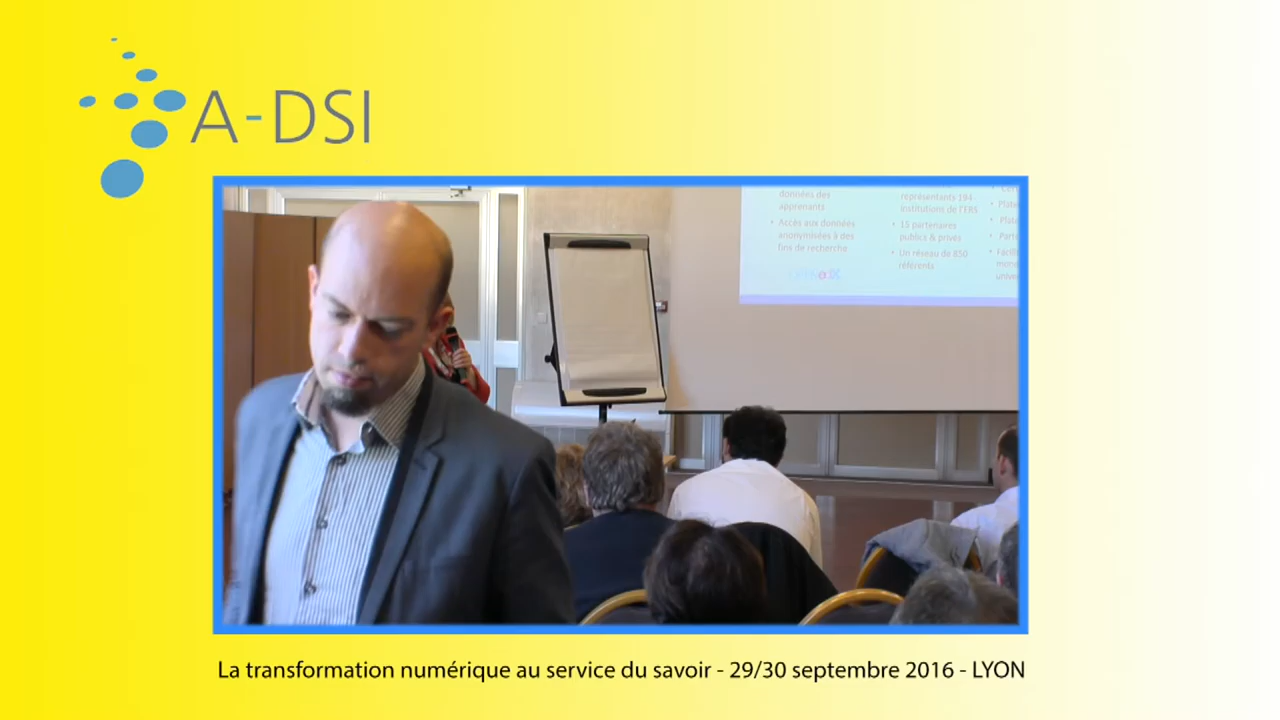 A-DSI
données des
apprenants
• Accès aux données
anonymisées à des
fins de recherche
représentants 194
institutions de l'ERS
• 15 partenaires
publics & privés
• Un réseau de 850
référents
La transformation numérique au service du savoir - 29/30 septembre 2016 - LYON